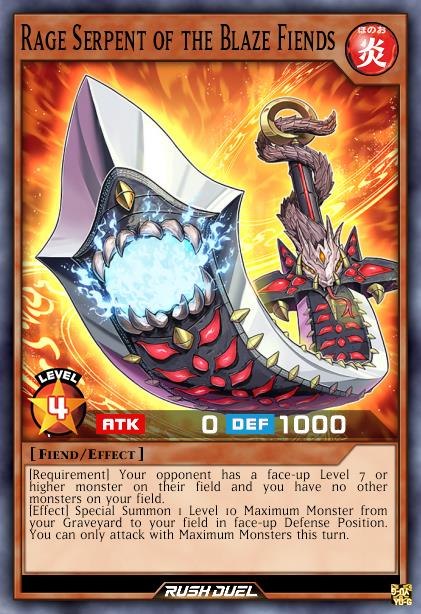 Rage Serpent of the Blaze Fiends
ほのお
炎
LEVEL
4
ATK 0 DEF 1000
[ Fiend/Effect ]
[Requirement] Your opponent has a face-up Level 7 or
higher monster on their field and you have no other
monsters on your field.
[Effect] Special Summon 1 Level 10 Maximum Monster from
your Graveyard to your field in face-up Defense Position.
You can only attack with Maximum Monsters this turn.
RUSH DUEL